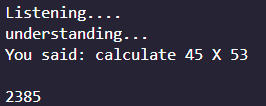 Listening....
understanding...
You said: calculate 45 X 53
2385